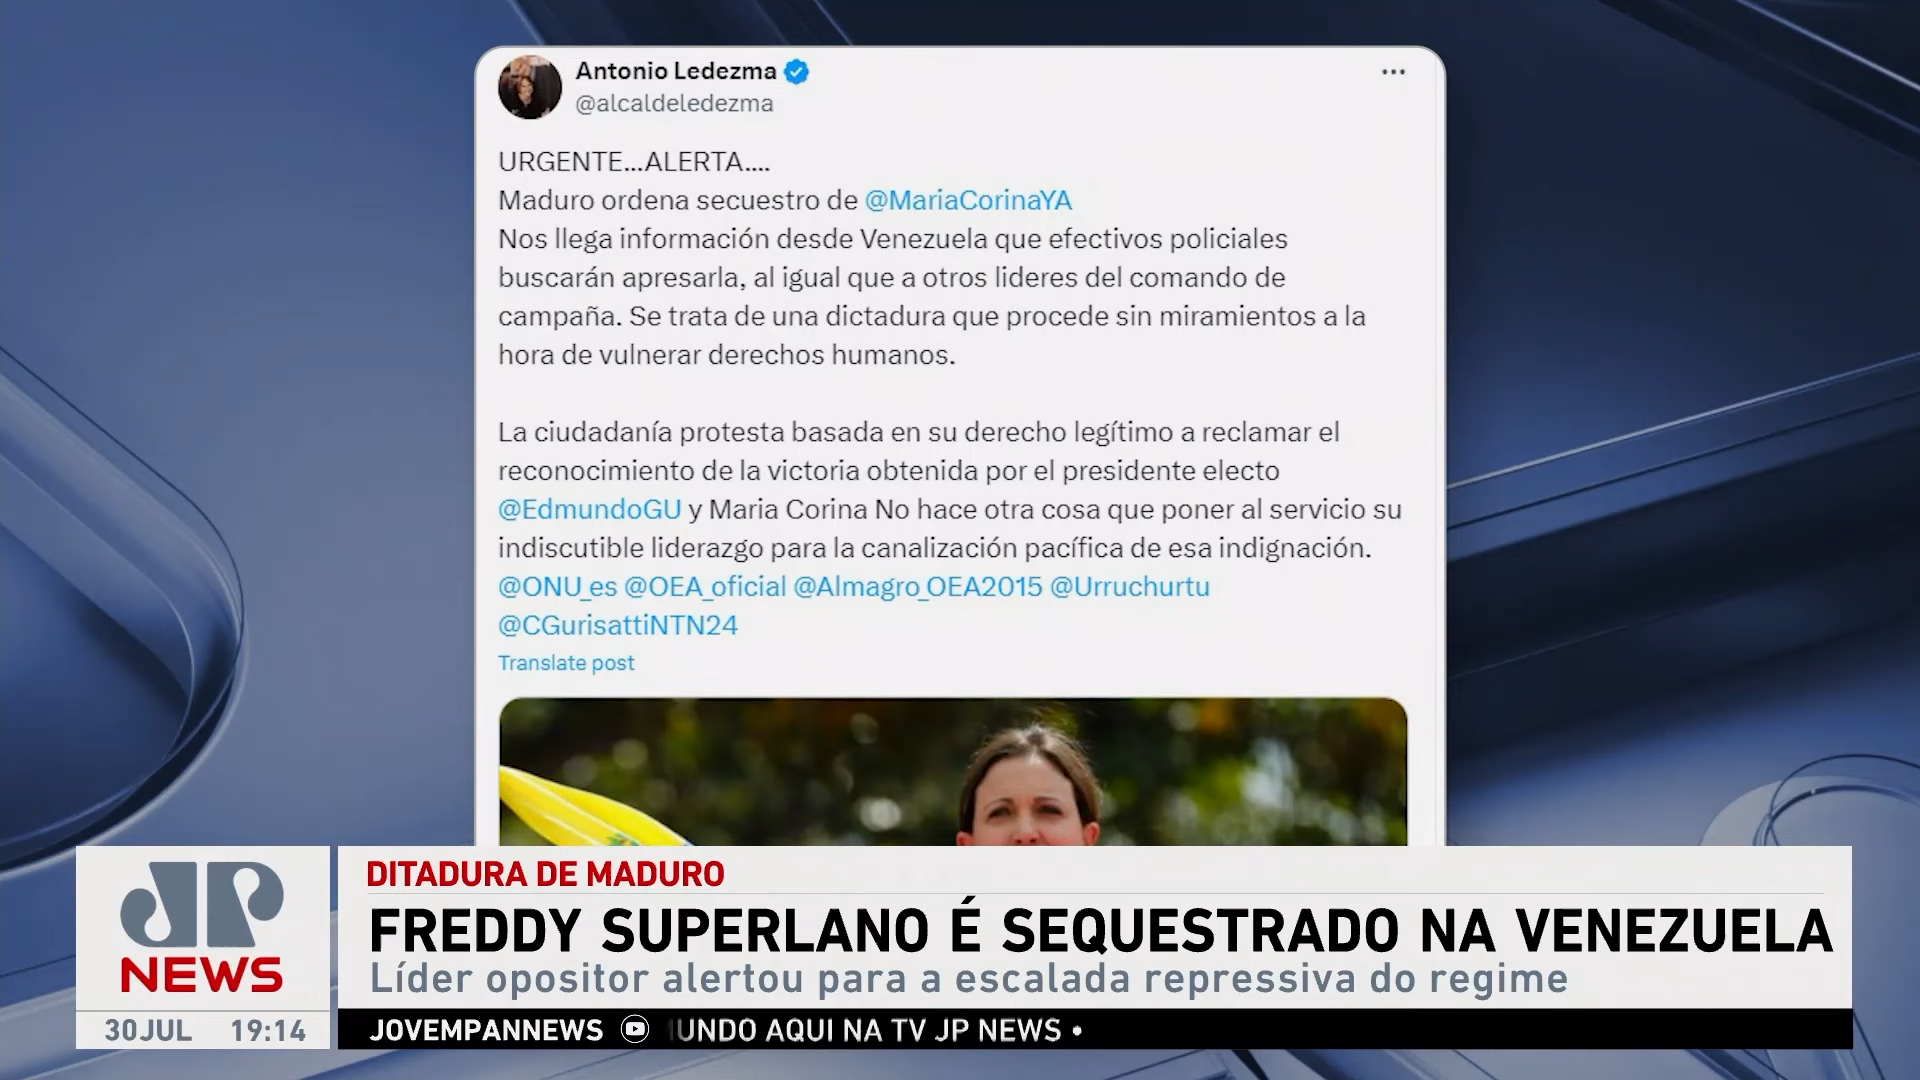 Antonio Ledezma
@alcaldeledezma
URGENTE...ALERTA....
Maduro ordena secuestro de @MariaCorinaYA
Nos llega información desde Venezuela que efectivos policiales
buscarán apresarla, al igual que a otros lideres del comando de
campaña. Se trata de una dictadura que procede sin miramientos a la
hora de vulnerar derechos humanos.
La ciudadanía protesta basada en su derecho legítimo a reclamar el
reconocimiento de la victoria obtenida por el presidente electo
@EdmundoGU y Maria Corina No hace otra cosa que poner al servicio su
indiscutible liderazgo para la canalización pacífica de esa indignación.
@ONU_es @OEA_oficial @Almagro_OEA2015 @Urruchurtu
@CGurisattiNTN24
Translate post
JP
NEWS
30 JUL 19:14
DITADURA DE MADURO
FREDDY SUPERLANO É SEQUESTRADO NA VENEZUELA
Líder opositor alertou para a escalada repressiva do regime
JOVEMPANNEWS UNDO AQUI NA TV JP NEWS •